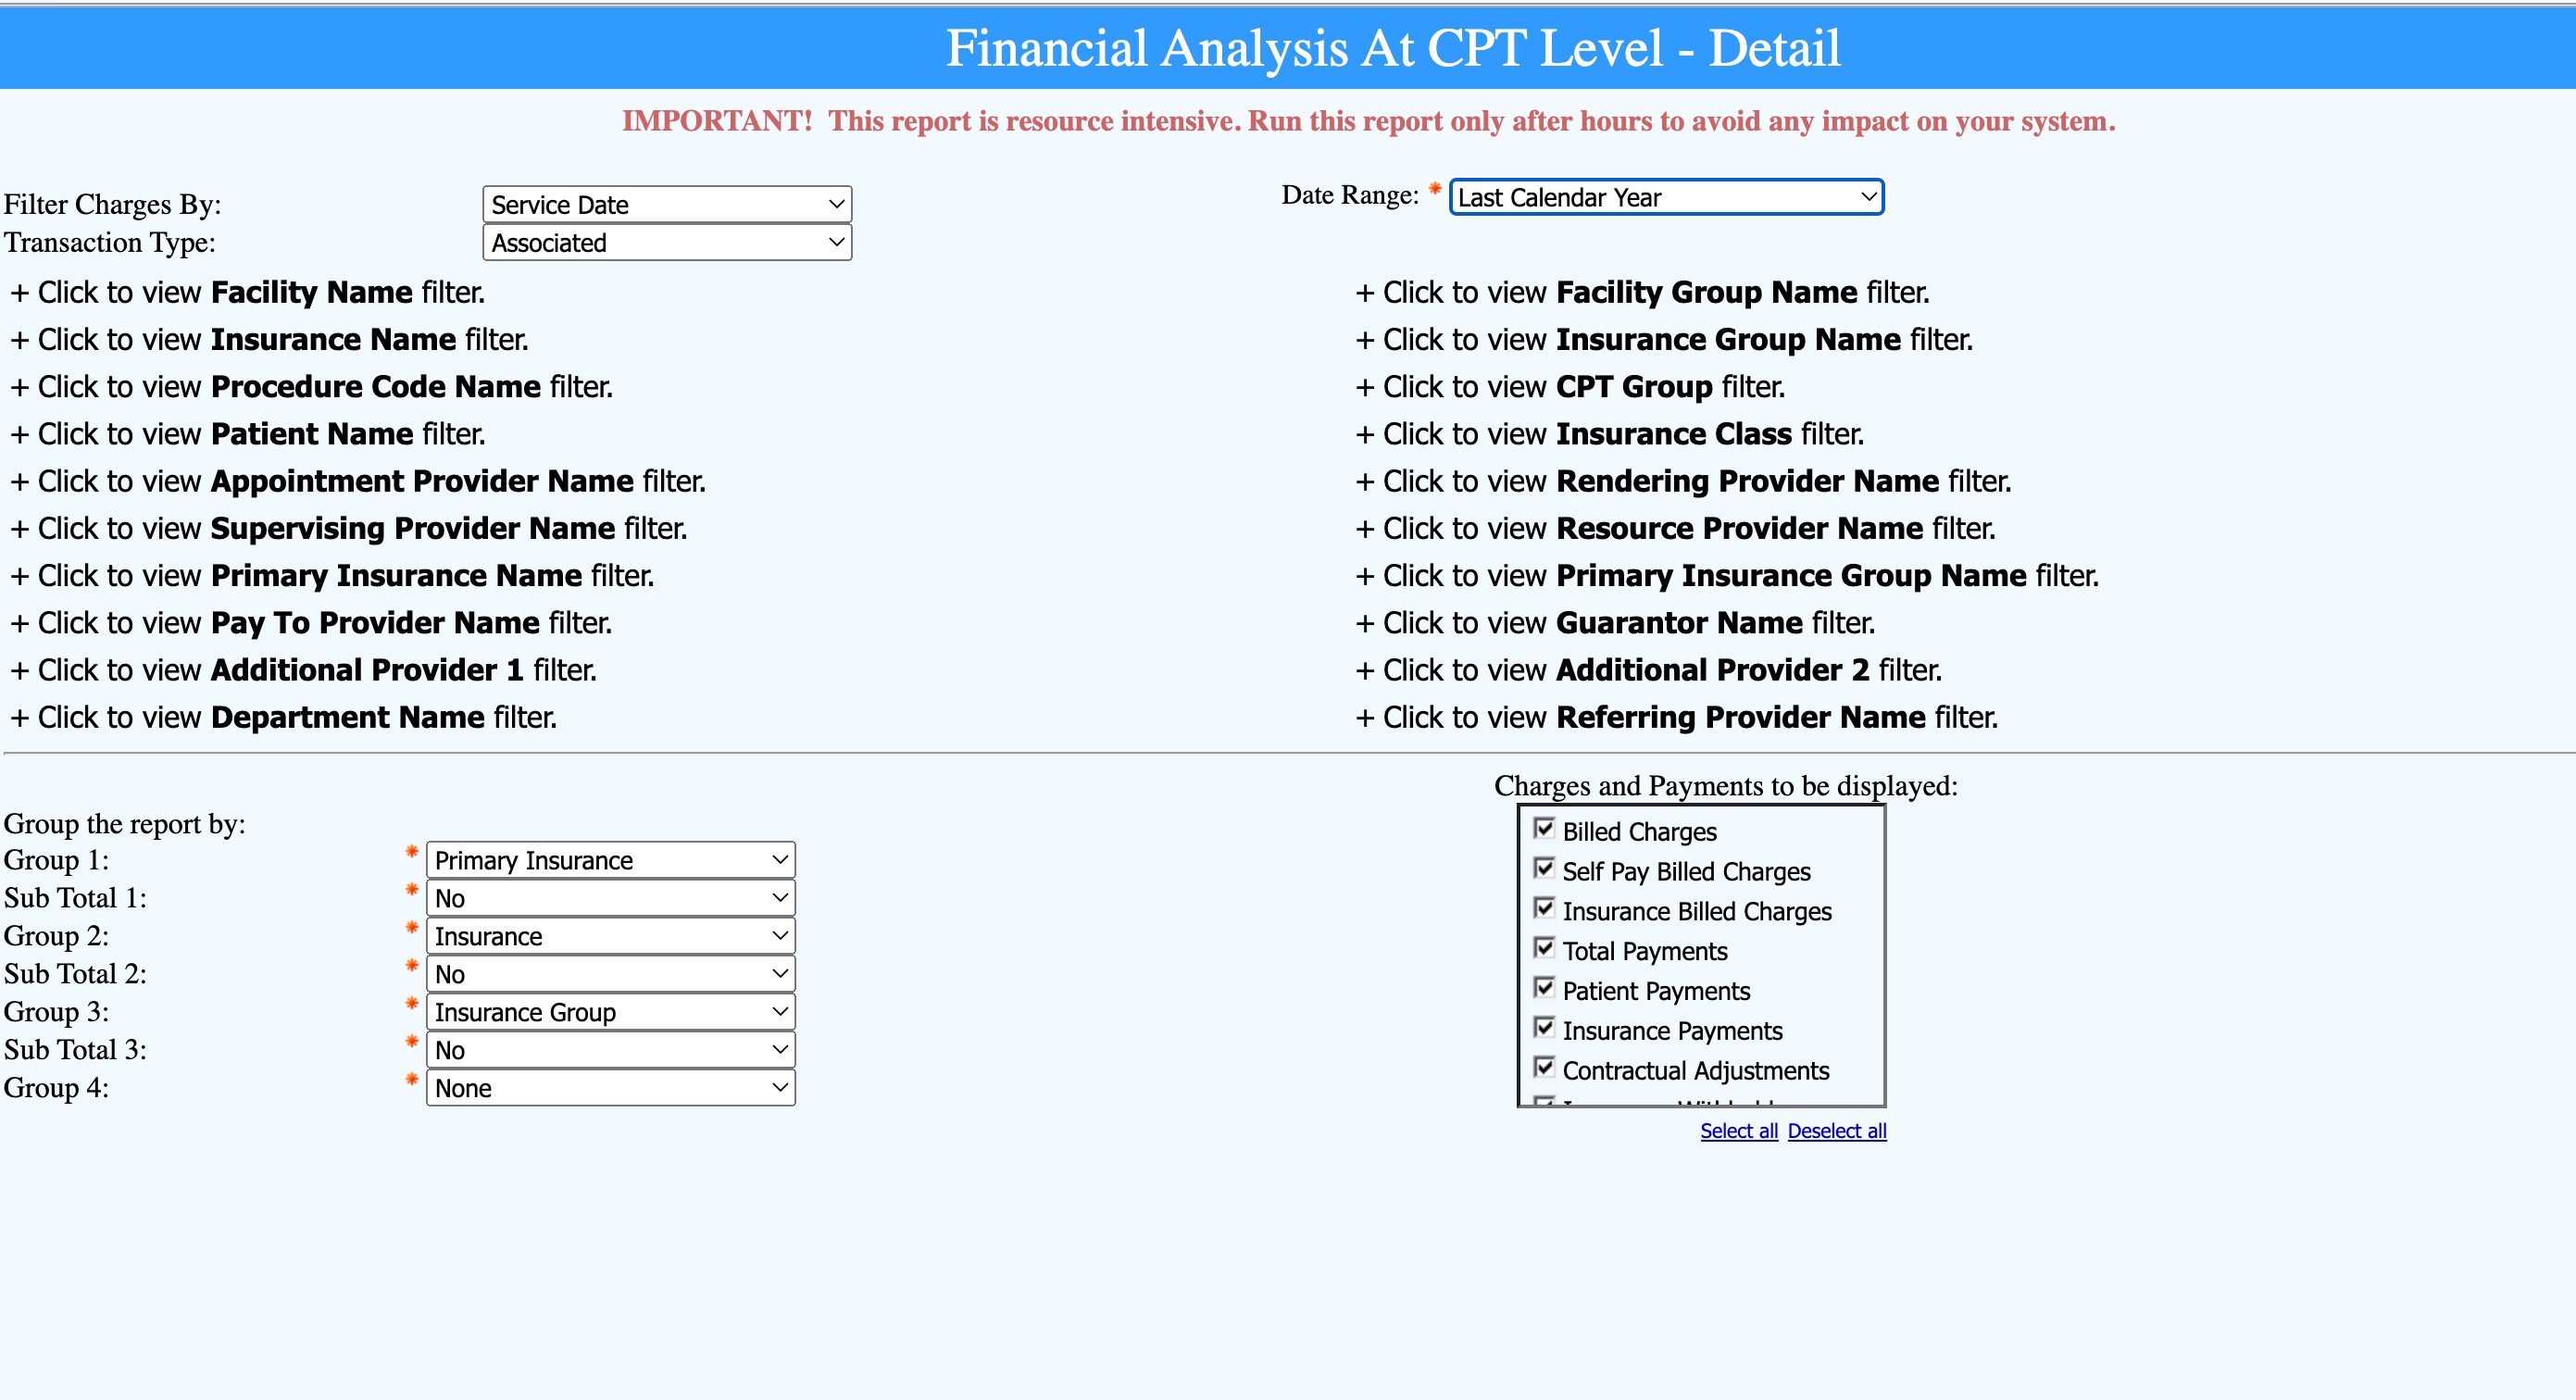 Financial Analysis At CPT Level - Detail
IMPORTANT!  This report is resource intensive. Run this report only after hours to avoid any impact on your system.
Filter Charges By: Service Date Date Range: Last Calendar Year
Transaction Type: Associated
+ Click to view Facility Name filter. + Click to view Facility Group Name filter.
+ Click to view Insurance Name filter. + Click to view Insurance Group Name filter.
+ Click to view Procedure Code Name filter. + Click to view CPT Group filter.
+ Click to view Patient Name filter. + Click to view Insurance Class filter.
+ Click to view Appointment Provider Name filter. + Click to view Rendering Provider Name filter.
+ Click to view Supervising Provider Name filter. + Click to view Resource Provider Name filter.
+ Click to view Primary Insurance Name filter. + Click to view Primary Insurance Group Name filter.
+ Click to view Pay To Provider Name filter. + Click to view Guarantor Name filter.
+ Click to view Additional Provider 1 filter. + Click to view Additional Provider 2 filter.
+ Click to view Department Name filter. + Click to view Referring Provider Name filter.
Group the report by:
Group 1: Primary Insurance
Sub Total 1: No
Group 2: Insurance
Sub Total 2: No
Group 3: Insurance Group
Sub Total 3: No
Group 4: None
Charges and Payments to be displayed:
Billed Charges
Self Pay Billed Charges
Insurance Billed Charges
Total Payments
Patient Payments
Insurance Payments
Contractual Adjustments
Select all Deselect all